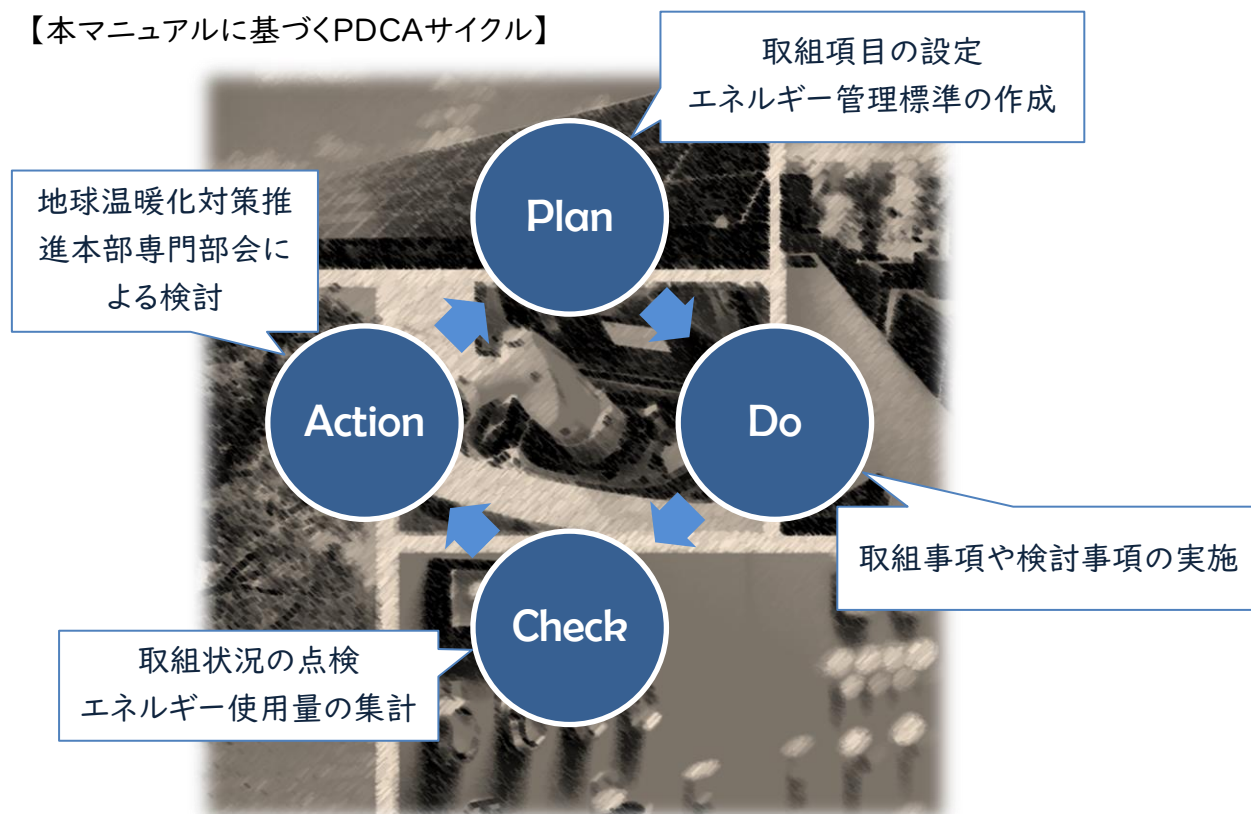 【本マニュアルに基づくPDCAサイクル】
取組項目の設定
エネルギー管理標準の作成
Plan
地球温暖化対策推
進本部専門部会に
よる検討
Action
Do
取組事項や検討事項の実施
Check
取組状況の点検
エネルギー使用量の集計